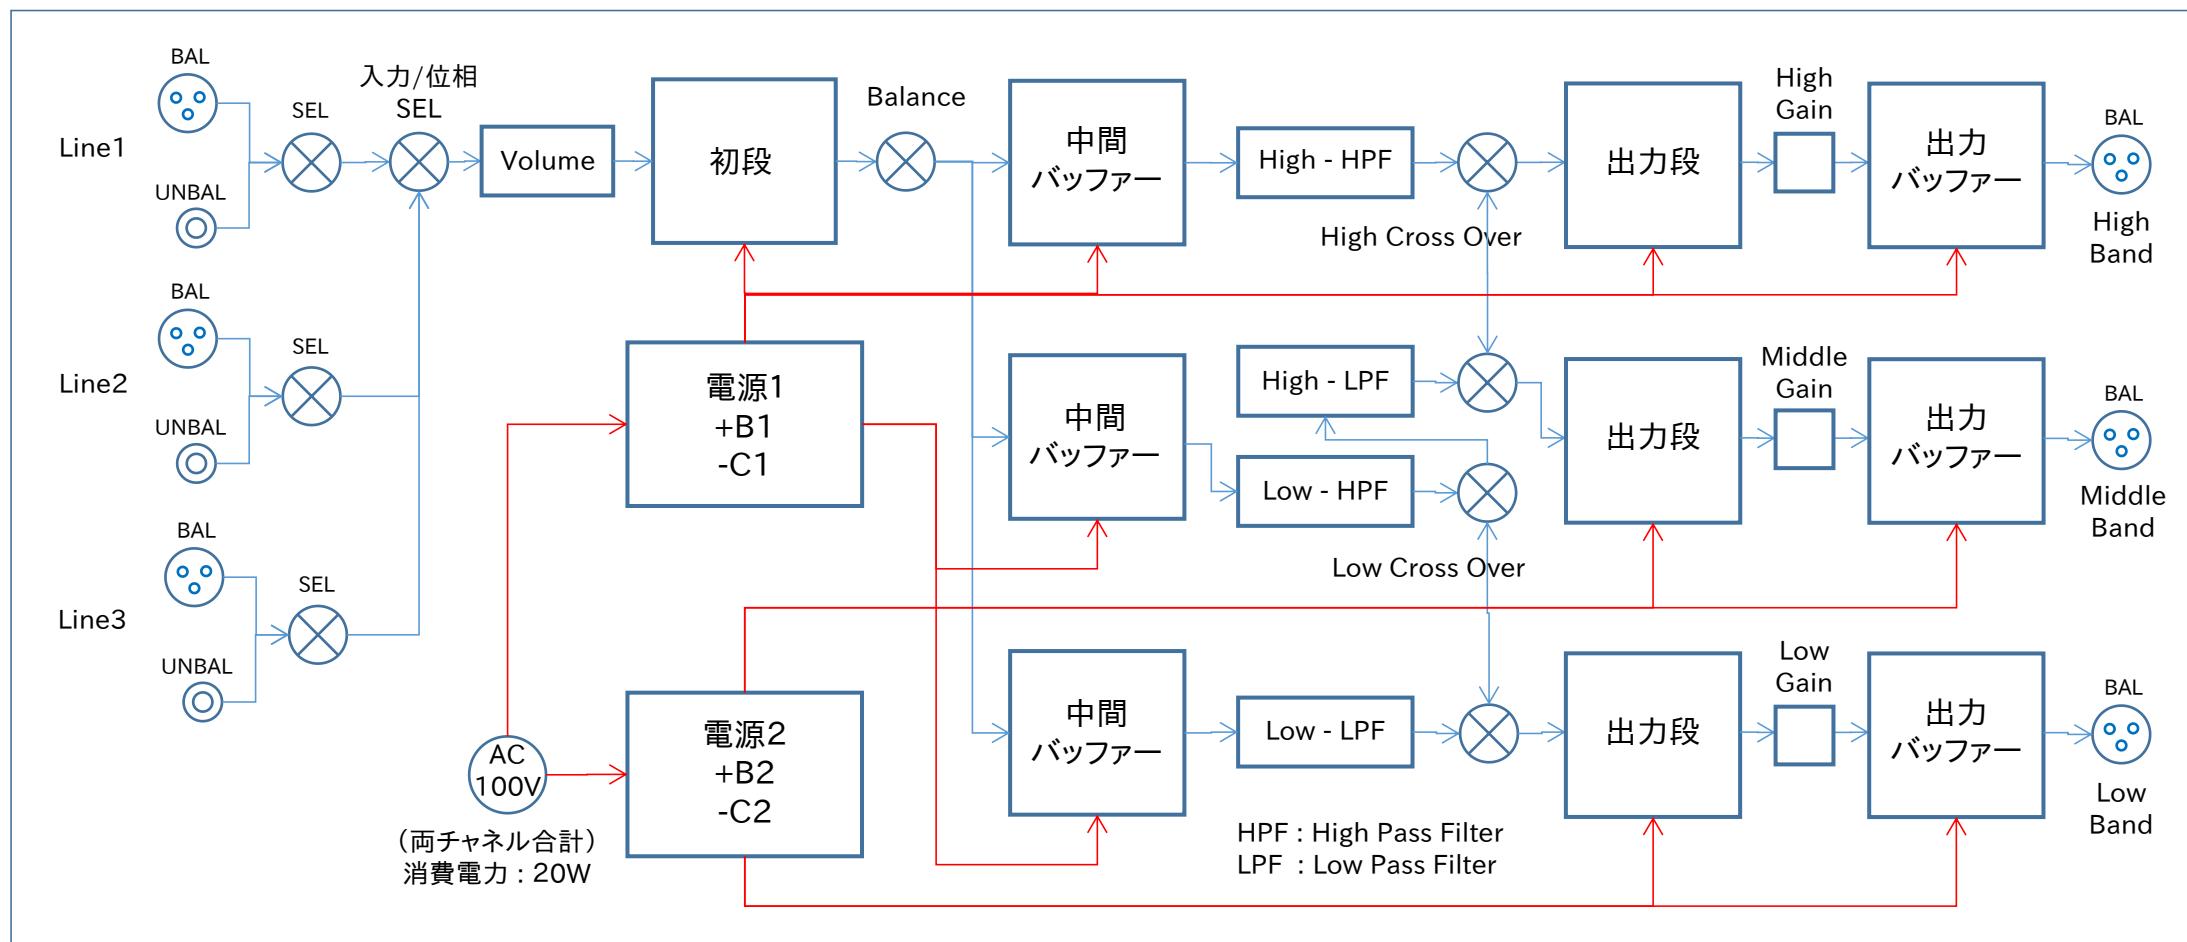 BAL
SEL
入力/位相
SEL
Line1
UNBAL
Volume
初段
Balance
中間
バッファー
High - HPF
High Cross Over
出力段
High
Gain
出力
バッファー
BAL
High
Band
BAL
SEL
Line2
UNBAL
電源1
+B1
-C1
中間
バッファー
High - LPF
Low - HPF
Low Cross Over
出力段
Middle
Gain
出力
バッファー
BAL
Middle
Band
BAL
SEL
Line3
UNBAL
AC
100V
（両チャネル合計）
消費電力 : 20W
電源2
+B2
-C2
中間
バッファー
Low - LPF
出力段
Low
Gain
出力
バッファー
BAL
Low
Band
HPF : High Pass Filter
LPF : Low Pass Filter